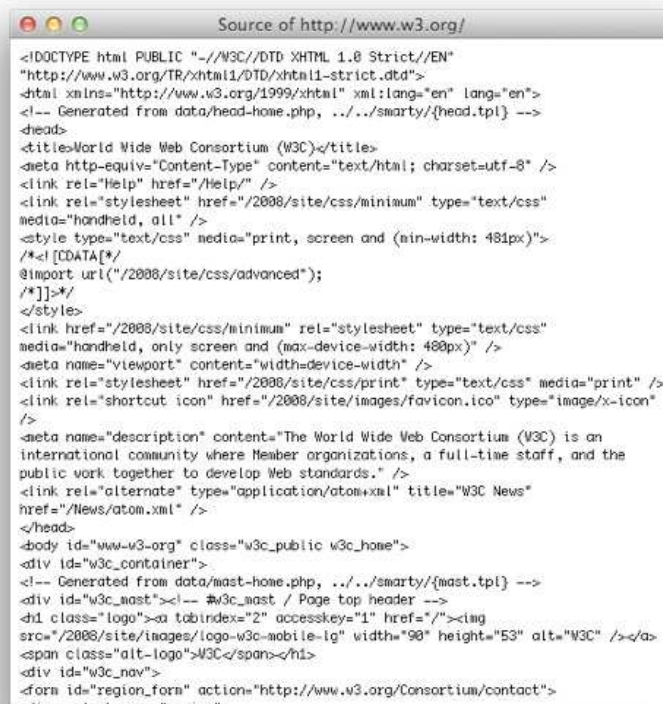 Source of http://www.w3.org/
<!DOCTYPE html PUBLIC "-//W3C//DTD XHTML 1.0 Strict//EN"
"http://www.w3.org/TR/xhtml1/DTD/xhtml1-strict.dtd">
<html xmlns="http://www.w3.org/1999/xhtml" xml:lang="en" lang="en">
<!-- Generated from data/head-home.php, ../../smarty/{head.tpl} -->
<head>
<title>World Wide Web Consortium (W3C)</title>
<meta http-equiv="Content-Type" content="text/html; charset=utf-8" />
<link rel="Help" href="/Help/" />
<link rel="stylesheet" href="/2008/site/css/minimum" type="text/css"
media="handheld, all" />
<style type="text/css" media="print, screen and (min-width: 481px)">
/*<![CDATA[*/
@import url("/2008/site/css/advanced");
/*]]>*/
</style>
<link href="/2008/site/css/minimum" rel="stylesheet" type="text/css"
media="handheld, only screen and (max-device-width: 480px)" />
<meta name="viewport" content="width=device-width" />
<link rel="stylesheet" href="/2008/site/css/print" type="text/css" media="print" />
<link rel="shortcut icon" href="/2008/site/images/favicon.ico" type="image/x-icon"
/>
<meta name="description" content="The World Wide Web Consortium (W3C) is an
international community where Member organizations, a full-time staff, and the
public work together to develop Web standards." />
<link rel="alternate" type="application/atom+xml" title="W3C News"
href="/News/atom.xml" />
</head>
<body id="www-w3-org" class="w3c_public w3c_home">
<div id="w3c_container">
<!-- Generated from data/mast-home.php, ../../smarty/{mast.tpl} -->
<div id="w3c_mast"><!-- #w3c_mast / Page top header -->
<h1 class="logo"><a tabindex="2" accesskey="1" href="/"><img
src="/2008/site/images/logo-w3c-mobile-lg" width="90" height="53" alt="W3C" /></a>
<span class="alt-logo">W3C</span></h1>
<div id="w3c_nav">
<form id="region_form" action="http://www.w3.org/Consortium/contact">